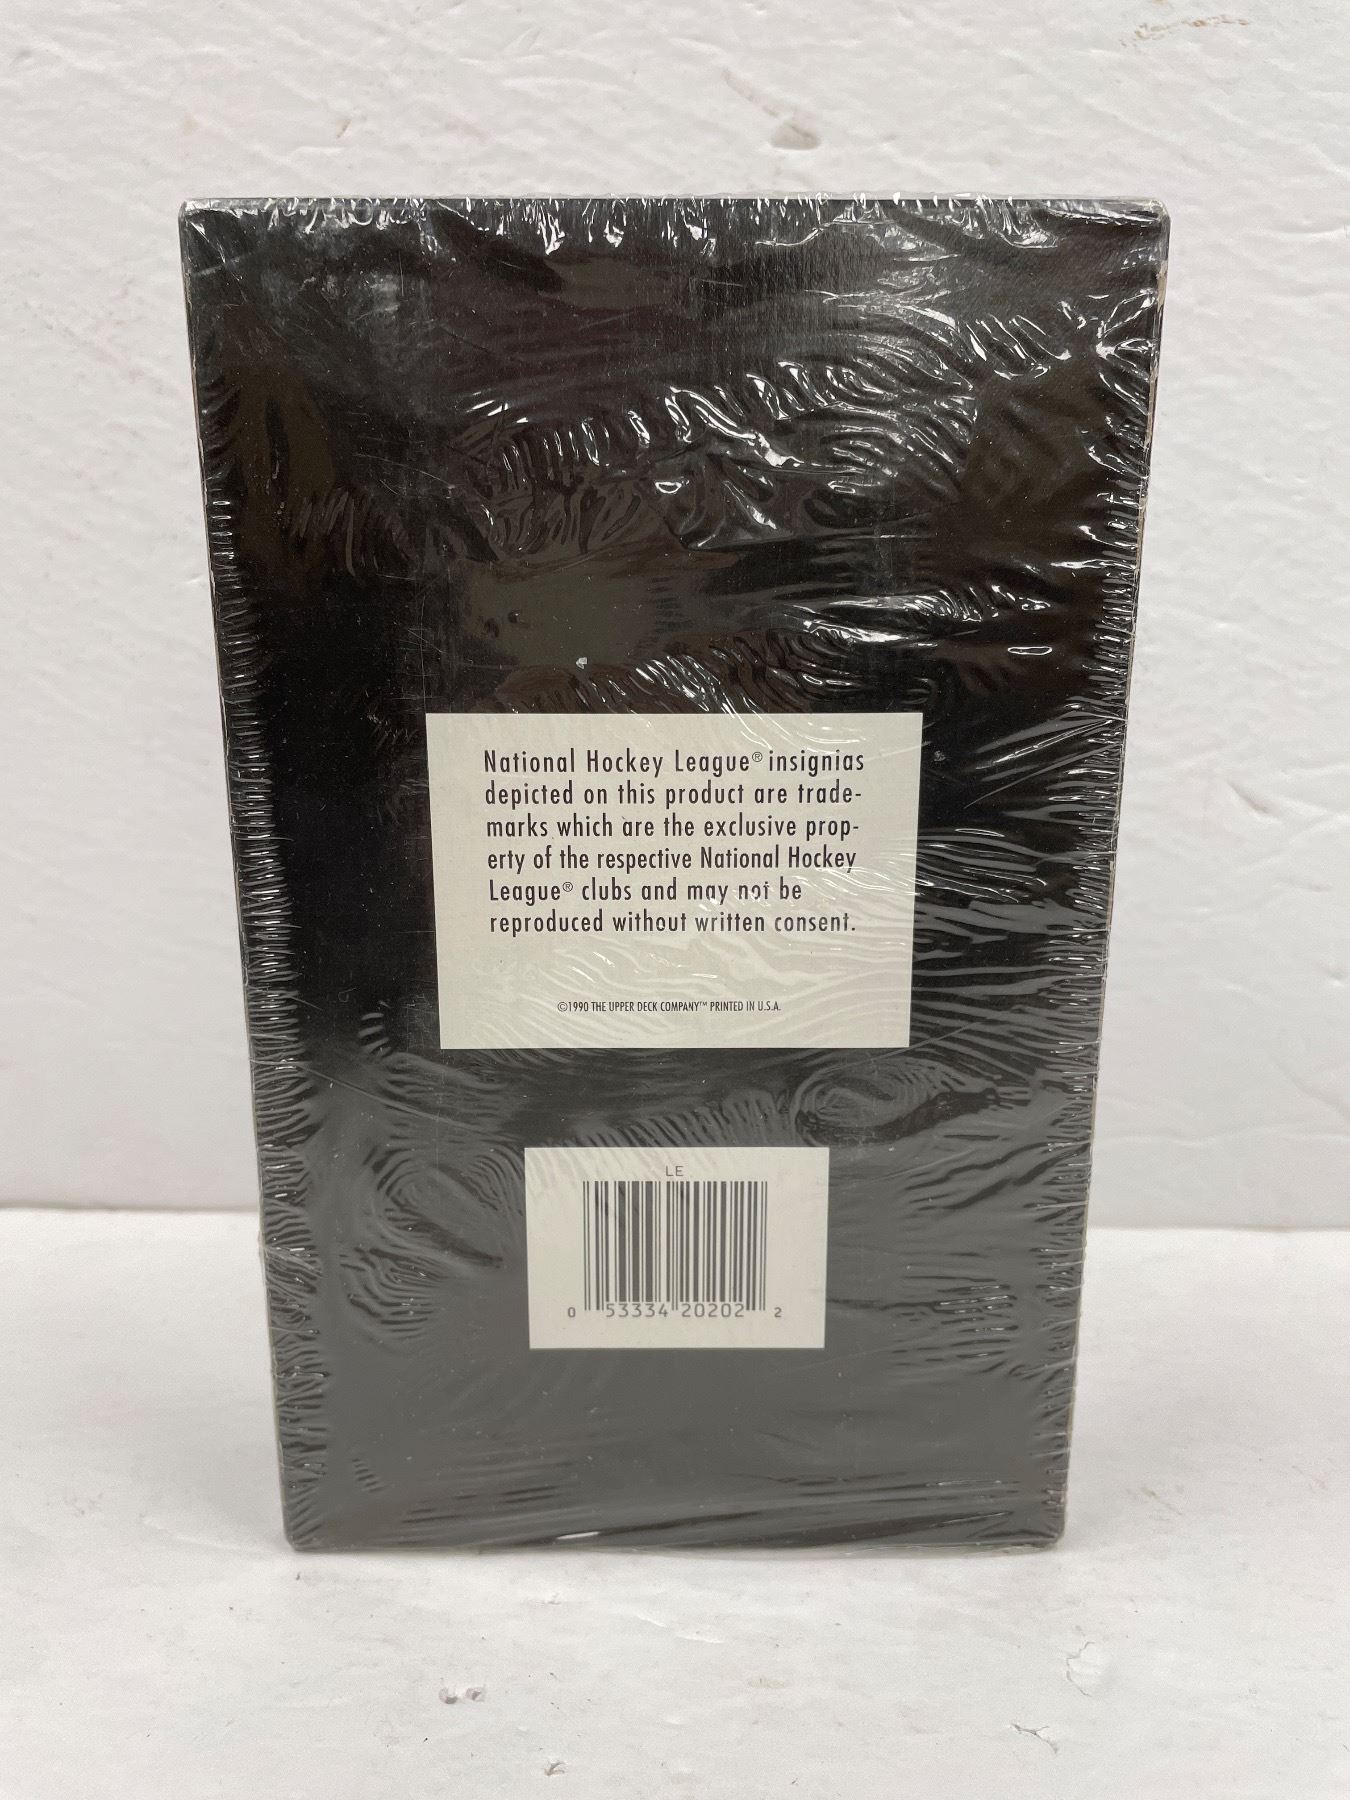 National Hockey League® insignias
depicted on this product are trade-
marks which are the exclusive prop-
erty of the respective National Hockey
League® clubs and may not be
reproduced without written consent.
©1990 THE UPPER DECK COMPANY™ PRINTED IN U.S.A.
LE
0 53334 20202 2